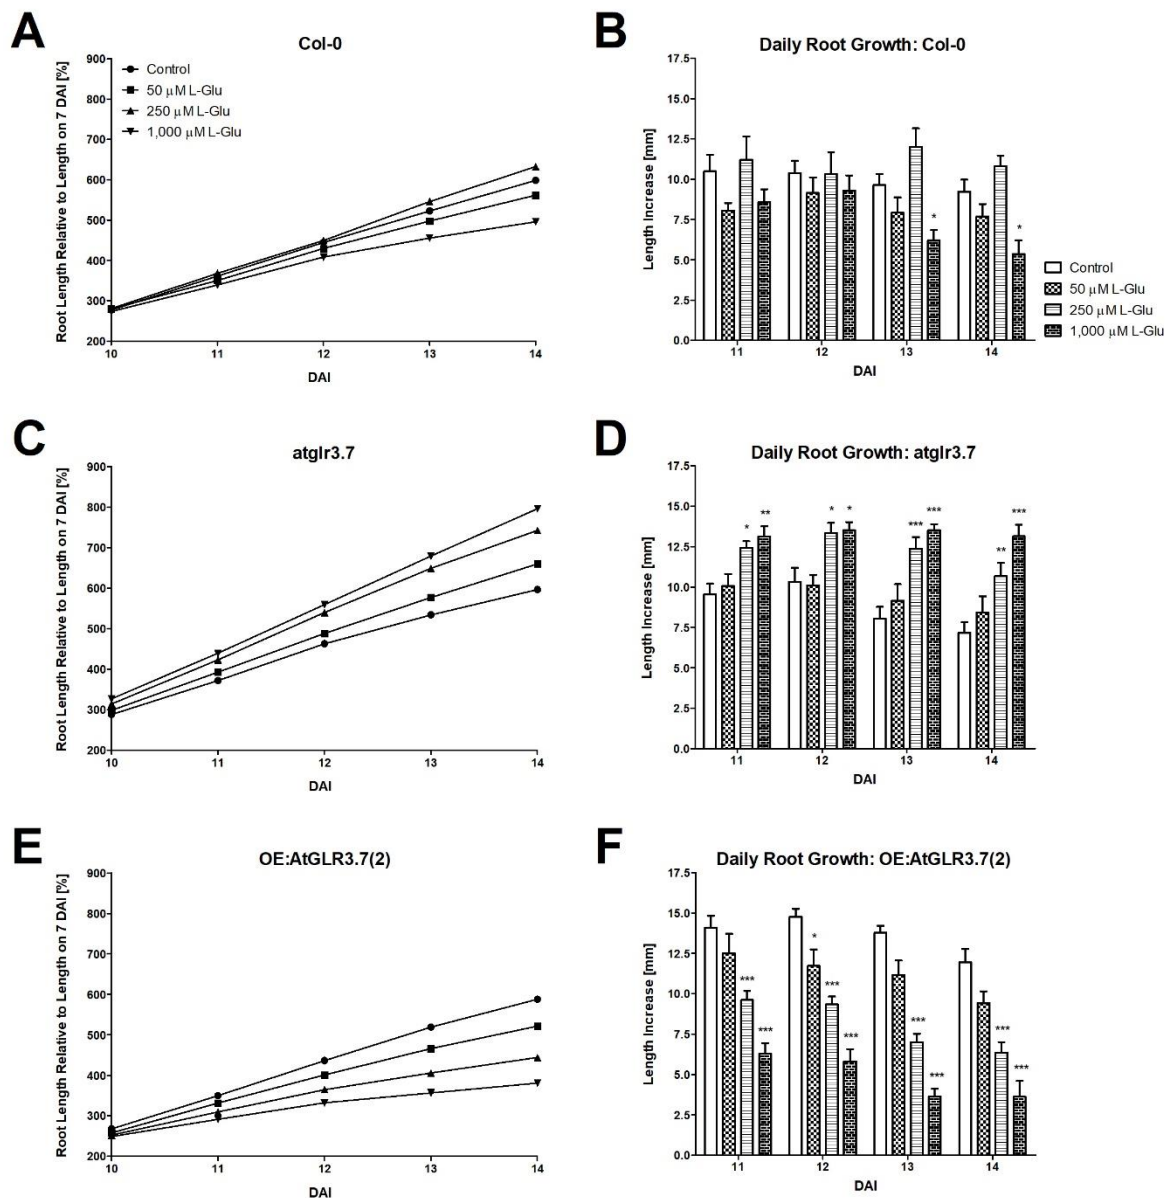 A
Col-0
Root Length Relative to Length on 7 DAI [%]
900
800
700
600
500
400
300
200
Control
50 µM L-Glu
250 µM L-Glu
1,000 µM L-Glu
10 11 12 13 14
DAI
B
Daily Root Growth: Col-0
Length Increase [mm]
17.5
15.0
12.5
10.0
7.5
5.0
2.5
0.0
* *
11 12 13 14
DAI
Control
50 µM L-Glu
250 µM L-Glu
1,000 µM L-Glu
C
atglr3.7
Root Length Relative to Length on 7 DAI [%]
900
800
700
600
500
400
300
200
10 11 12 13 14
DAI
D
Daily Root Growth: atglr3.7
Length Increase [mm]
17.5
15.0
12.5
10.0
7.5
5.0
2.5
0.0
* ** * * *** *** ** ***
11 12 13 14
DAI
E
OE:AtGLR3.7(2)
Root Length Relative to Length on 7 DAI [%]
900
800
700
600
500
400
300
200
10 11 12 13 14
DAI
F
Daily Root Growth: OE:AtGLR3.7(2)
Length Increase [mm]
17.5
15.0
12.5
10.0
7.5
5.0
2.5
0.0
*** *** * *** *** *** *** *** ***
11 12 13 14
DAI